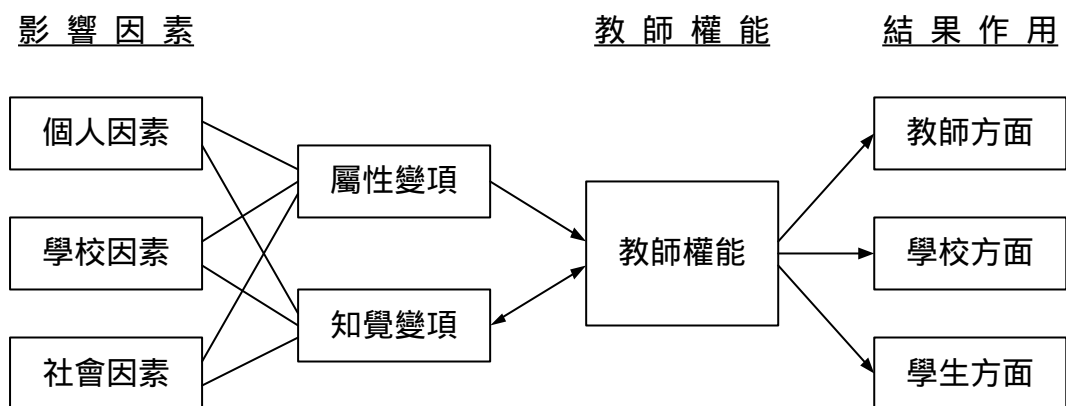 影響因素
教師權能
結果作用
個人因素
學校因素
社會因素
屬性變項
知覺變項
教師權能
教師方面
學校方面
學生方面